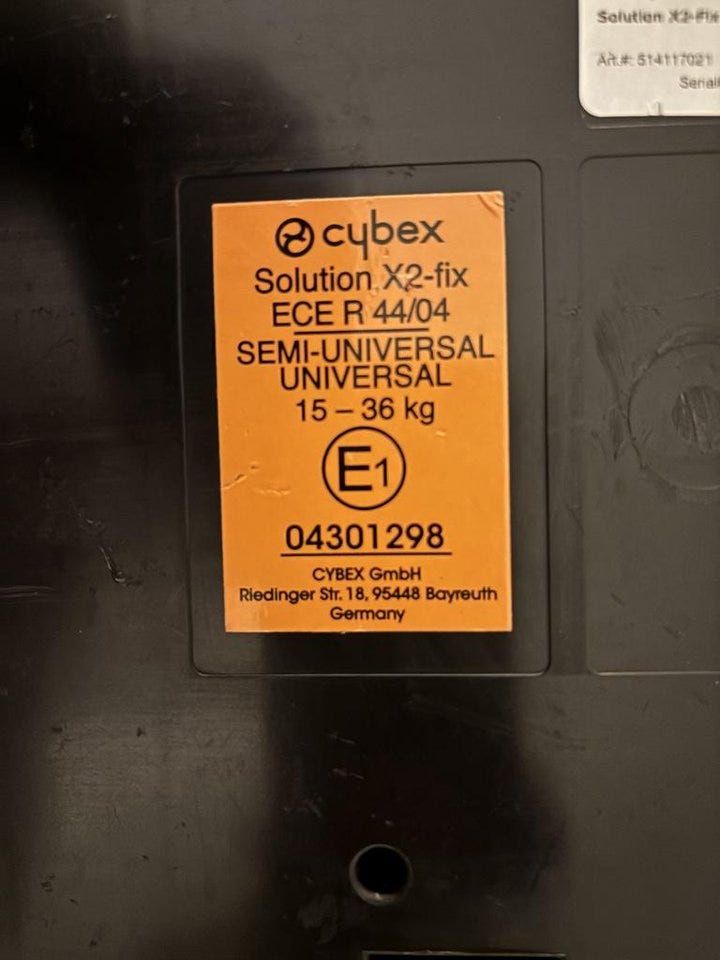 Solution X2-Fix
Art.#: 514117021
Serial
cybex
Solution X2-fix
ECE R 44/04
SEMI-UNIVERSAL
UNIVERSAL
15 – 36 kg
E1
04301298
CYBEX GmbH
Riedinger Str. 18, 95448 Bayreuth
Germany